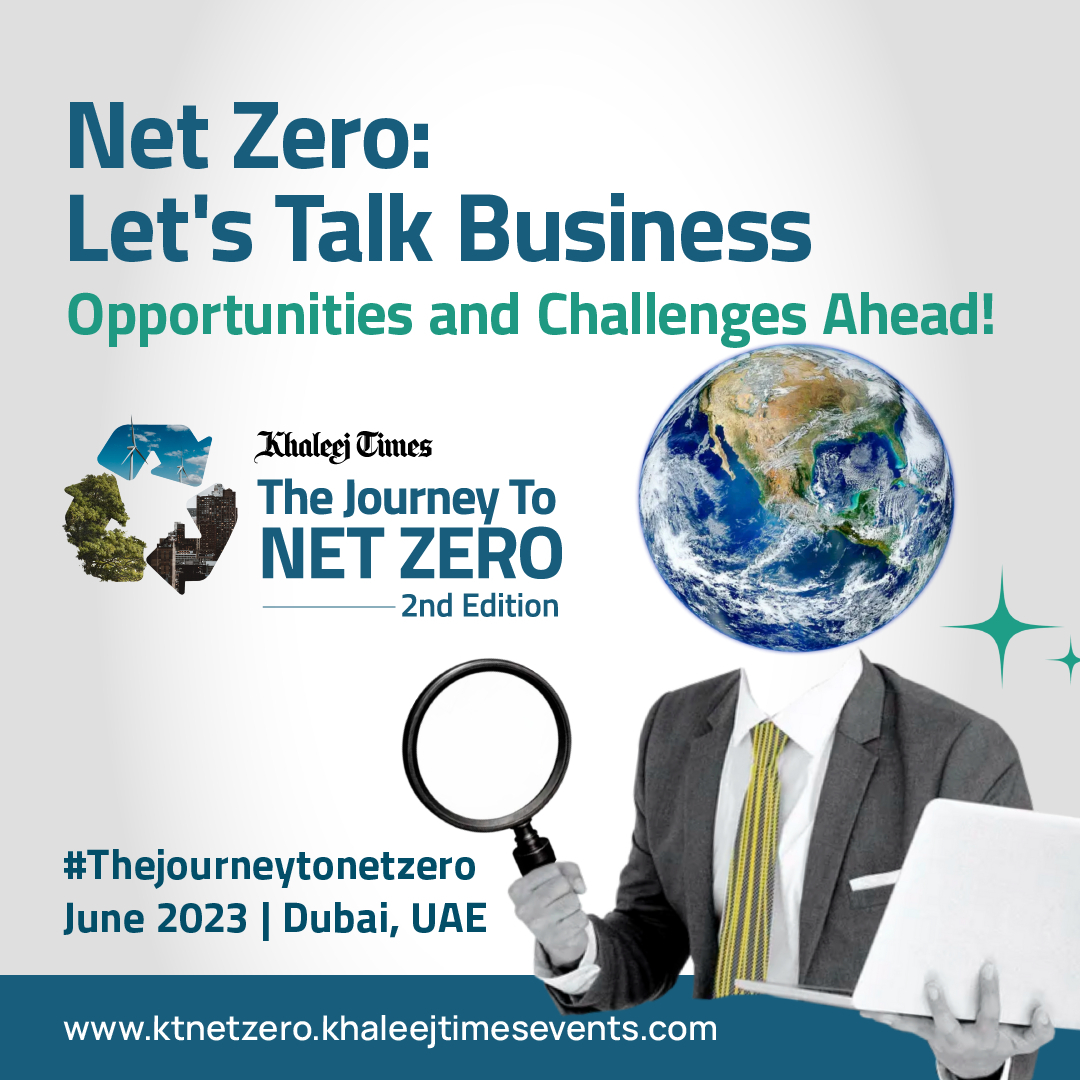 Net Zero:
Let's Talk Business
Opportunities and Challenges Ahead!
Khaleej Times
The Journey To
NET ZERO
2nd Edition
#Thejourneytonetzero
June 2023 | Dubai, UAE
www.ktnetzero.khaleejtimesevents.com